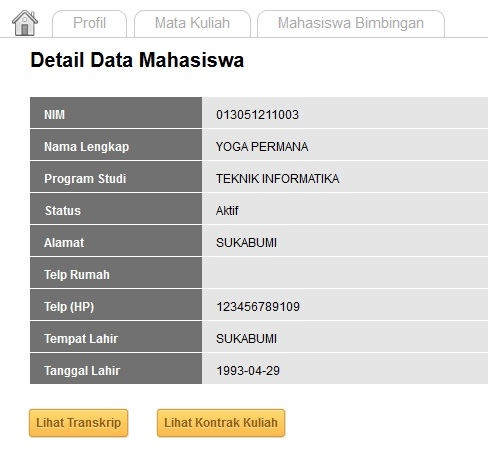 Profil Mata Kuliah Mahasiswa Bimbingan
Detail Data Mahasiswa
NIM 013051211003
Nama Lengkap YOGA PERMANA
Program Studi TEKNIK INFORMATIKA
Status Aktif
Alamat SUKABUMI
Telp Rumah
Telp (HP) 123456789109
Tempat Lahir SUKABUMI
Tanggal Lahir 1993-04-29
Lihat Transkrip Lihat Kontrak Kuliah